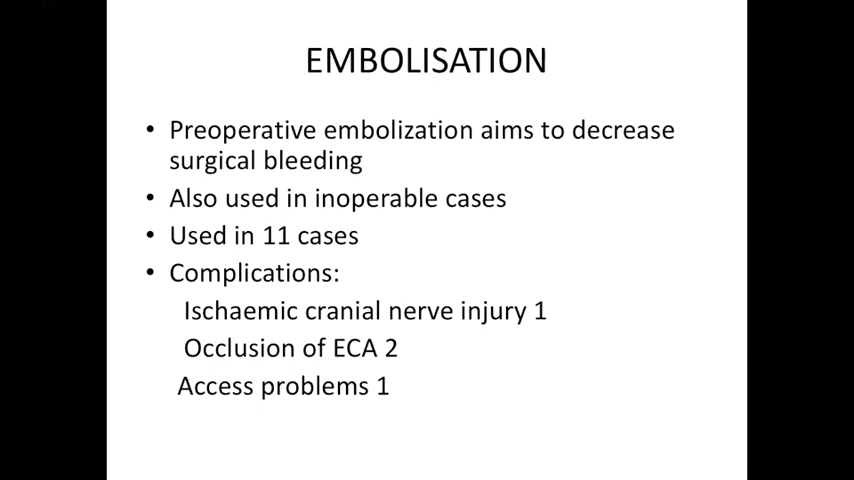 EMBOLISATION
• Preoperative embolization aims to decrease
surgical bleeding
• Also used in inoperable cases
• Used in 11 cases
• Complications:
Ischaemic cranial nerve injury 1
Occlusion of ECA 2
Access problems 1